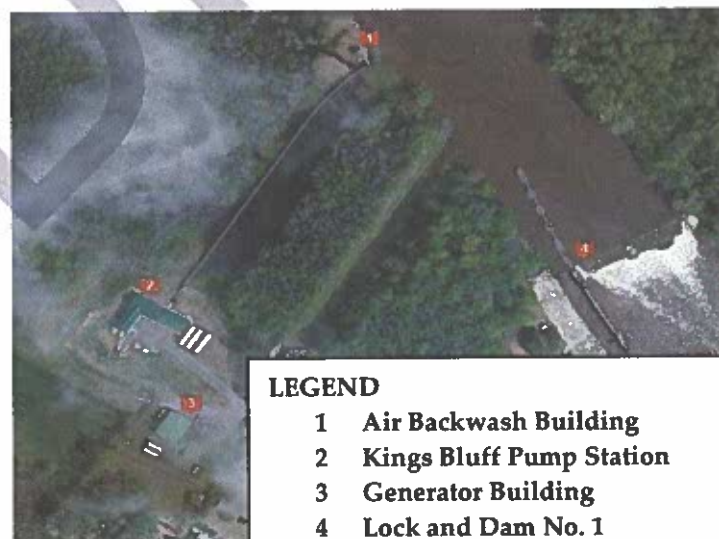 1
4
2
3
LEGEND
1 Air Backwash Building
2 Kings Bluff Pump Station
3 Generator Building
4 Lock and Dam No. 1